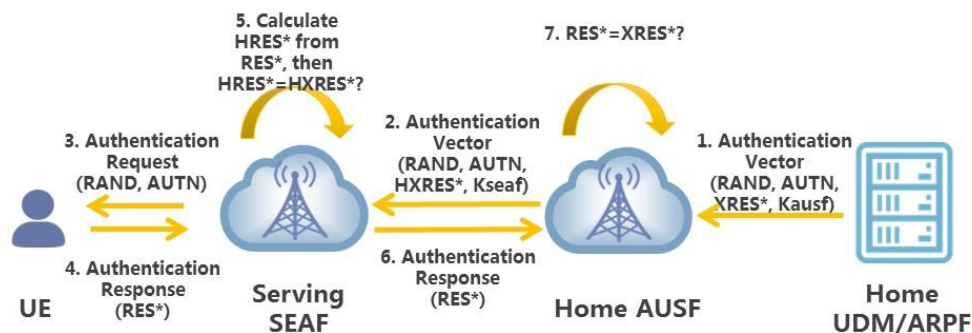 5. Calculate
HRES* from
RES*, then
HRES*=HXRES*?
7. RES*=XRES*?
3. Authentication
Request
(RAND, AUTN)
2. Authentication
Vector
(RAND, AUTN,
HXRES*, Kseaf)
1. Authentication
Vector
(RAND, AUTN,
XRES*, Kausf)
4. Authentication
Response
(RES*)
6. Authentication
Response
(RES*)
UE
Serving
SEAF
Home AUSF
Home
UDM/ARPF